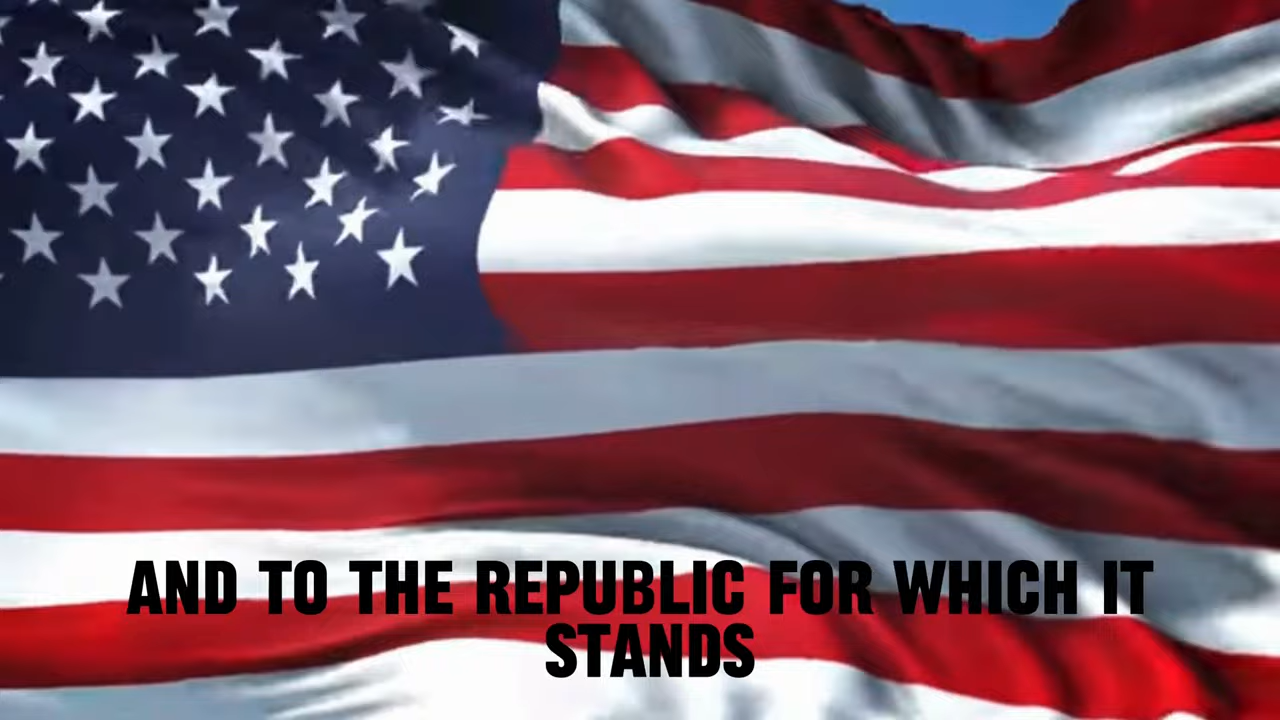 AND TO THE REPUBLIC FOR WHICH IT
STANDS